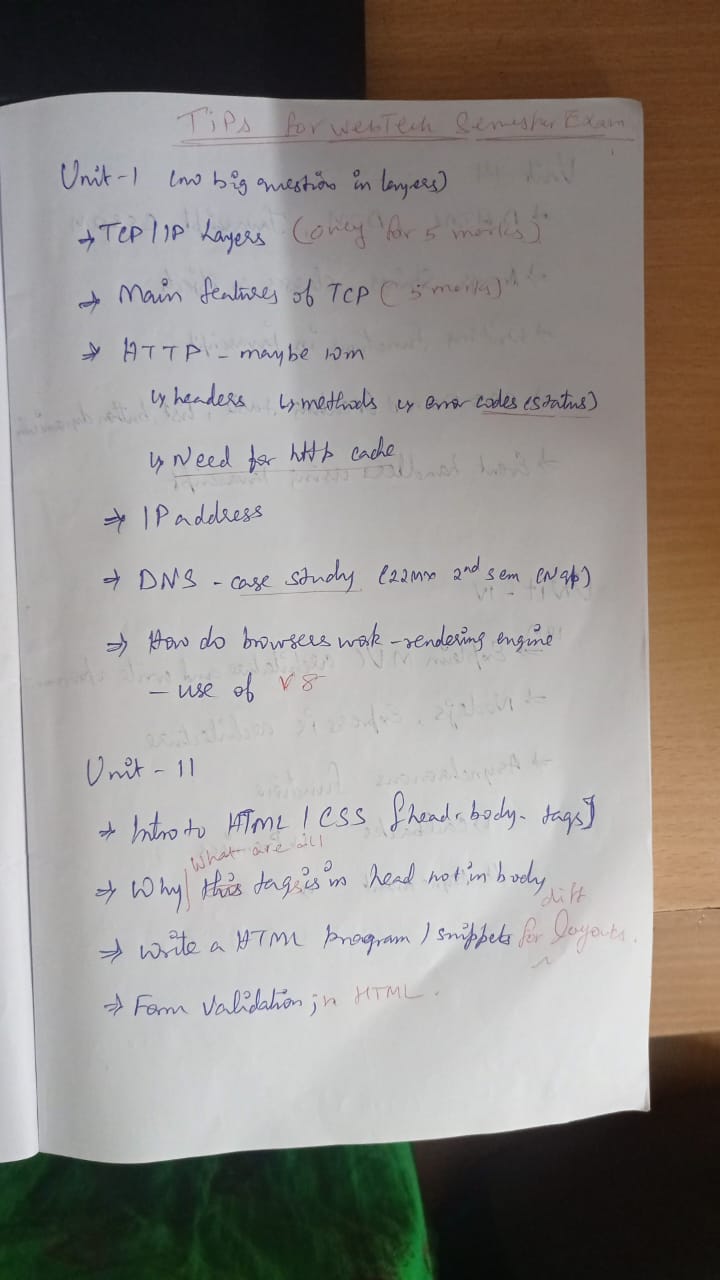 Tips for WebTech Semester Exam
Unit-1 (no big question in layers)
→ TCP/IP Layers (only for 5 marks)
→ Main features of TCP (5 marks)
→ HTTP - maybe 10m
↳ headers ↳ methods ↳ error codes (status)
↳ Need for http cache
⇒ IP address
→ DNS - case study (22MX 2nd sem CN qp)
⇒ How do browsers work - rendering engine
- use of V8
Unit - II
→ Intro to HTML / CSS [head, body- tags]
What are all
⇒ Why this tags is in head not in body
⇒ Write a HTML program / snippets for diff layouts.
⇒ Form Validation in HTML.